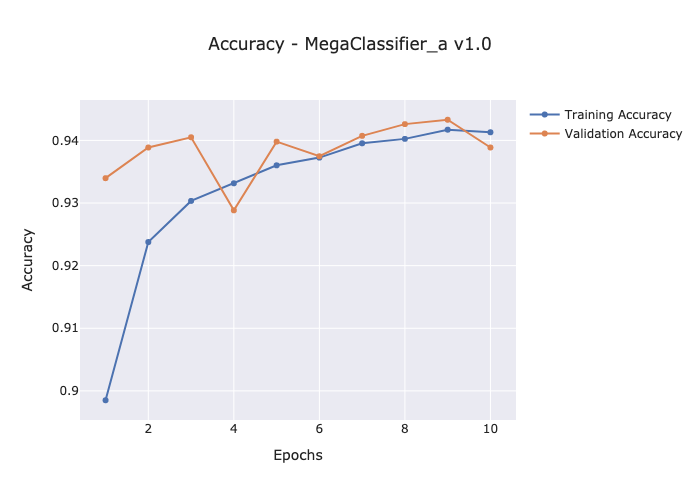 Accuracy - MegaClassifier_a v1.0
Training Accuracy
Validation Accuracy
0.94
0.93
0.92
0.91
0.9
Accuracy
2 4 6 8 10
Epochs